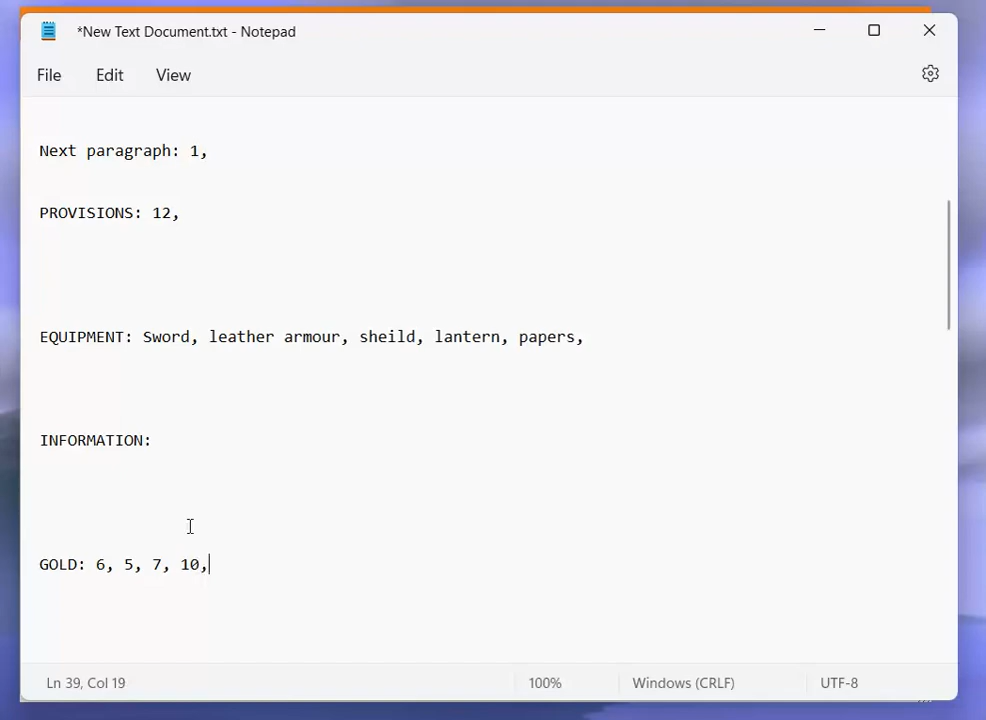 *New Text Document.txt - Notepad
File Edit View
Next paragraph: 1,
PROVISIONS: 12,
EQUIPMENT: Sword, leather armour, sheild, lantern, papers,
INFORMATION:
GOLD: 6, 5, 7, 10,
Ln 39, Col 19 100% Windows (CRLF) UTF-8